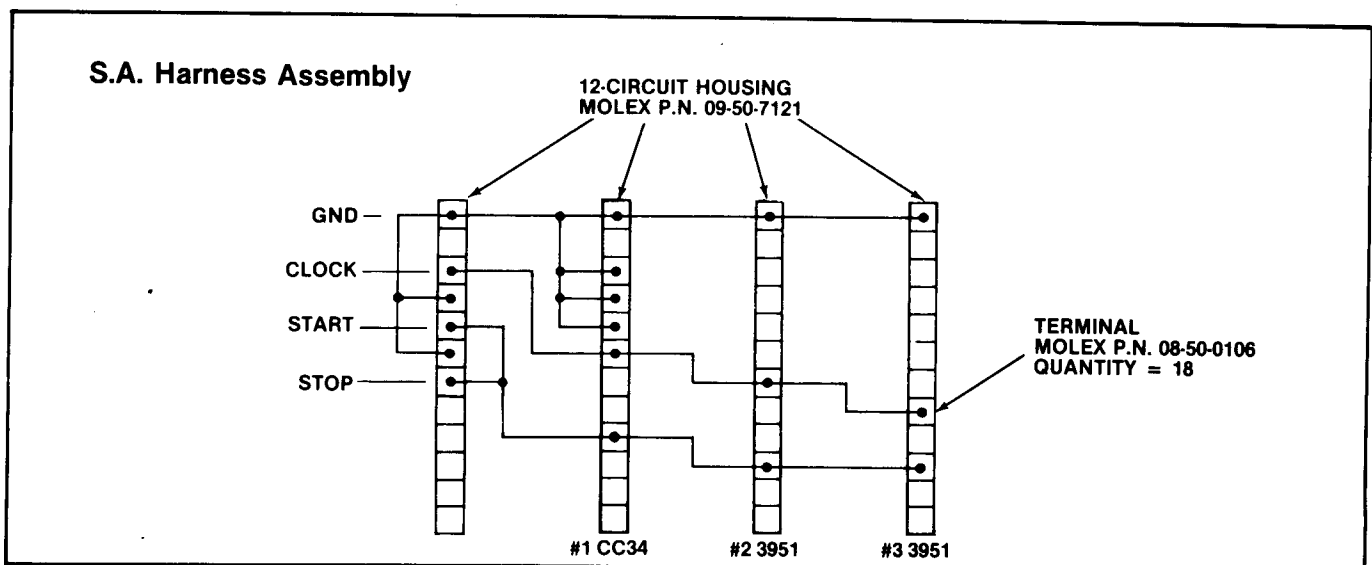 S.A. Harness Assembly
12-CIRCUIT HOUSING
MOLEX P.N. 09-50-7121
GND
CLOCK
START
STOP
TERMINAL
MOLEX P.N. 08-50-0106
QUANTITY = 18
#1 CC34
#2 3951
#3 3951